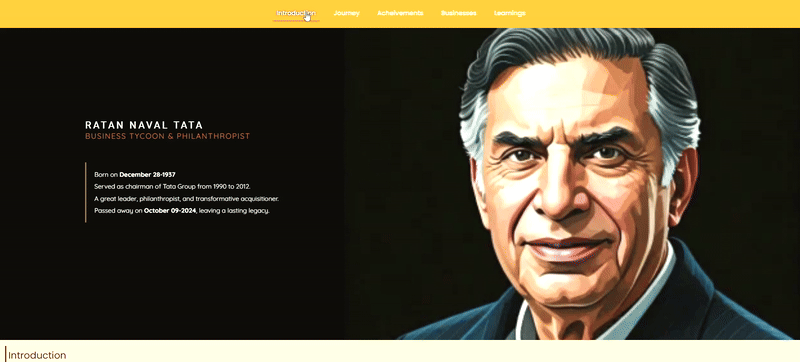 Introduction Journey Acheivements Businesses Learnings
RATAN NAVAL TATA
BUSINESS TYCOON & PHILANTHROPIST
Born on December 28-1937
Served as chairman of Tata Group from 1990 to 2012.
A great leader, philanthropist, and transformative acquisitioner.
Passed away on October 09-2024, leaving a lasting legacy.
Introduction